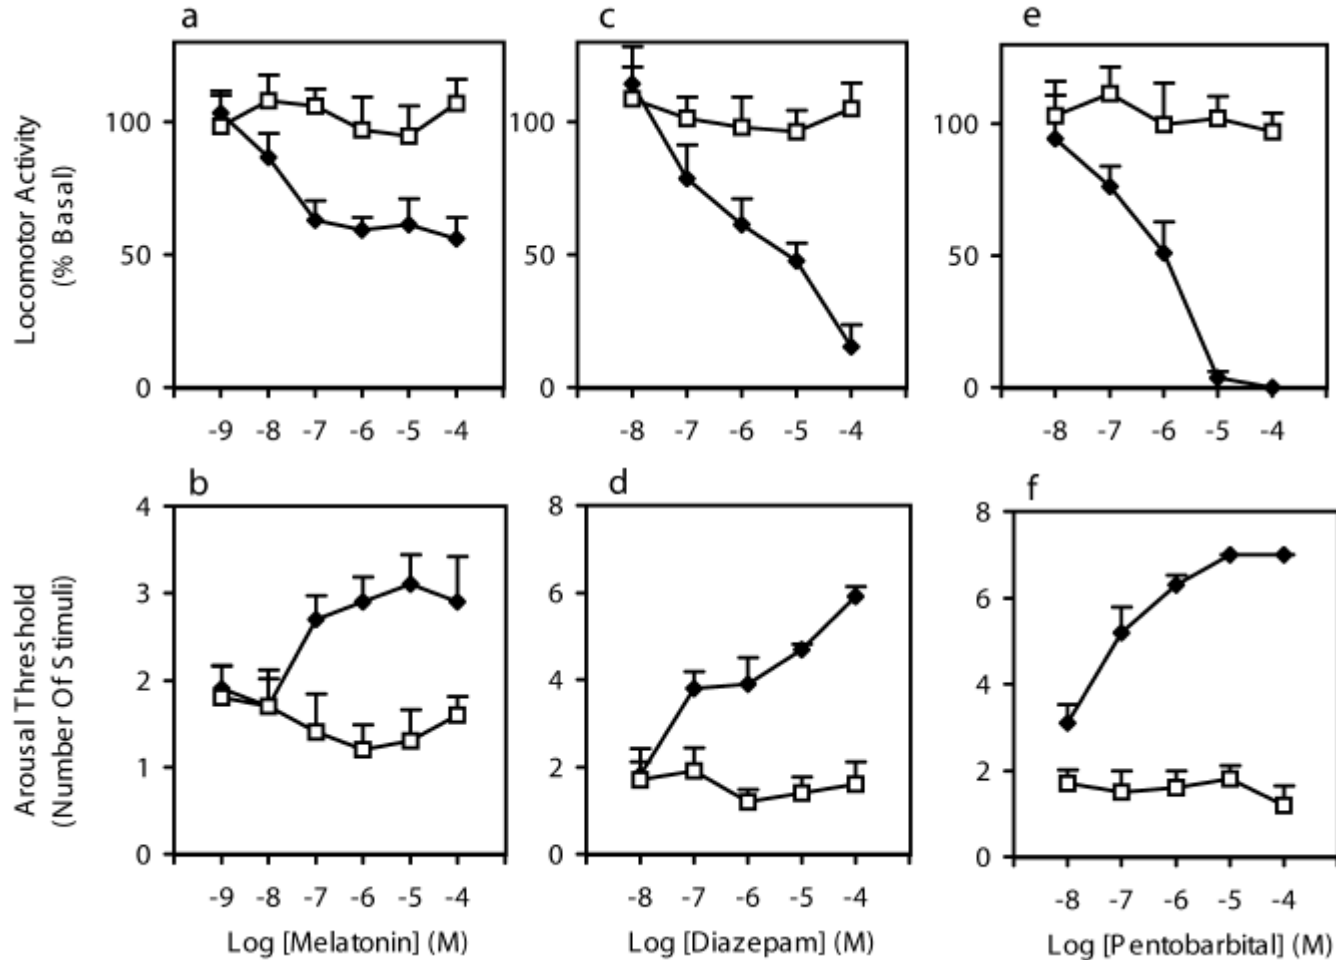 a
c
e
Locomotor Activity
(% Basal)
100
50
0
100
50
0
100
50
0
-9 -8 -7 -6 -5 -4
-8 -7 -6 -5 -4
-8 -7 -6 -5 -4
b
d
f
Arousal Threshold
(Number Of Stimuli)
4
3
2
1
0
8
6
4
2
0
8
6
4
2
0
-9 -8 -7 -6 -5 -4
-8 -7 -6 -5 -4
-8 -7 -6 -5 -4
Log [Melatonin] (M)
Log [Diazepam] (M)
Log [Pentobarbital] (M)